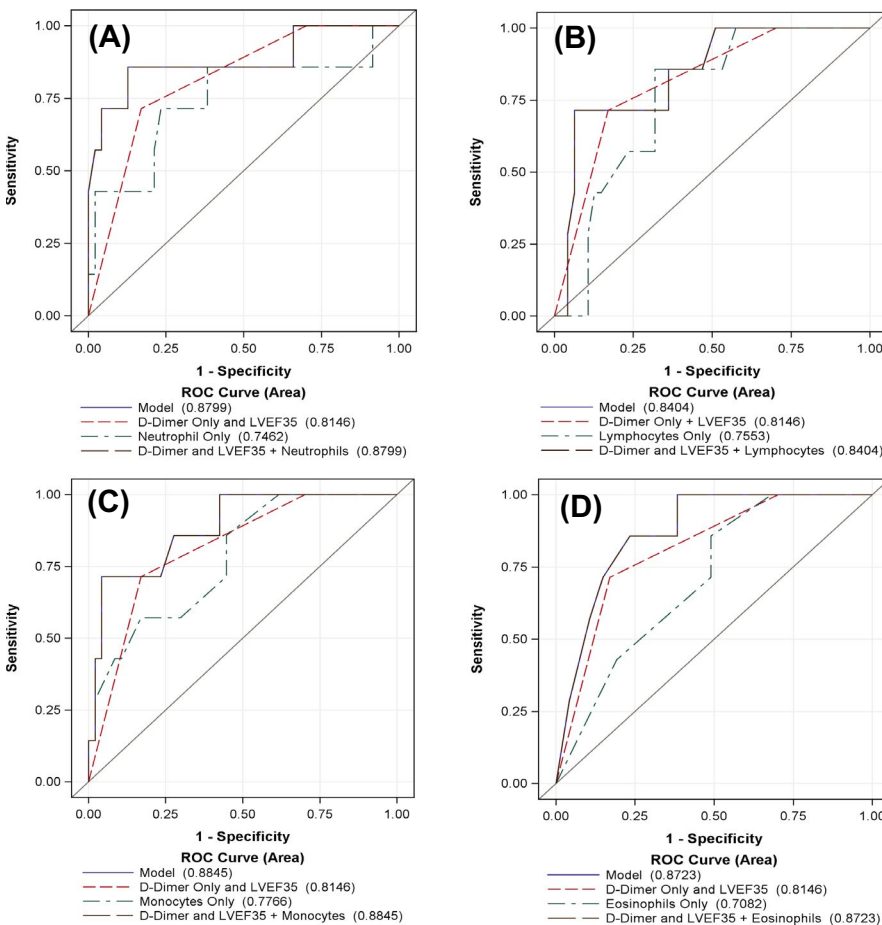 (A)
1.00
0.75
0.50
0.25
0.00
Sensitivity
0.00 0.25 0.50 0.75 1.00
1 - Specificity
ROC Curve (Area)
Model (0.8799)
D-Dimer Only and LVEF35 (0.8146)
Neutrophil Only (0.7462)
D-Dimer and LVEF35 + Neutrophils (0.8799)
(B)
1.00
0.75
0.50
0.25
0.00
Sensitivity
0.00 0.25 0.50 0.75 1.00
1 - Specificity
ROC Curve (Area)
Model (0.8404)
D-Dimer Only + LVEF35 (0.8146)
Lymphocytes Only (0.7553)
D-Dimer and LVEF35 + Lymphocytes (0.8404)
(C)
1.00
0.75
0.50
0.25
0.00
Sensitivity
0.00 0.25 0.50 0.75 1.00
1 - Specificity
ROC Curve (Area)
Model (0.8845)
D-Dimer Only and LVEF35 (0.8146)
Monocytes Only (0.7766)
D-Dimer and LVEF35 + Monocytes (0.8845)
(D)
1.00
0.75
0.50
0.25
0.00
Sensitivity
0.00 0.25 0.50 0.75 1.00
1 - Specificity
ROC Curve (Area)
Model (0.8723)
D-Dimer Only and LVEF35 (0.8146)
Eosinophils Only (0.7082)
D-Dimer and LVEF35 + Eosinophils (0.8723)